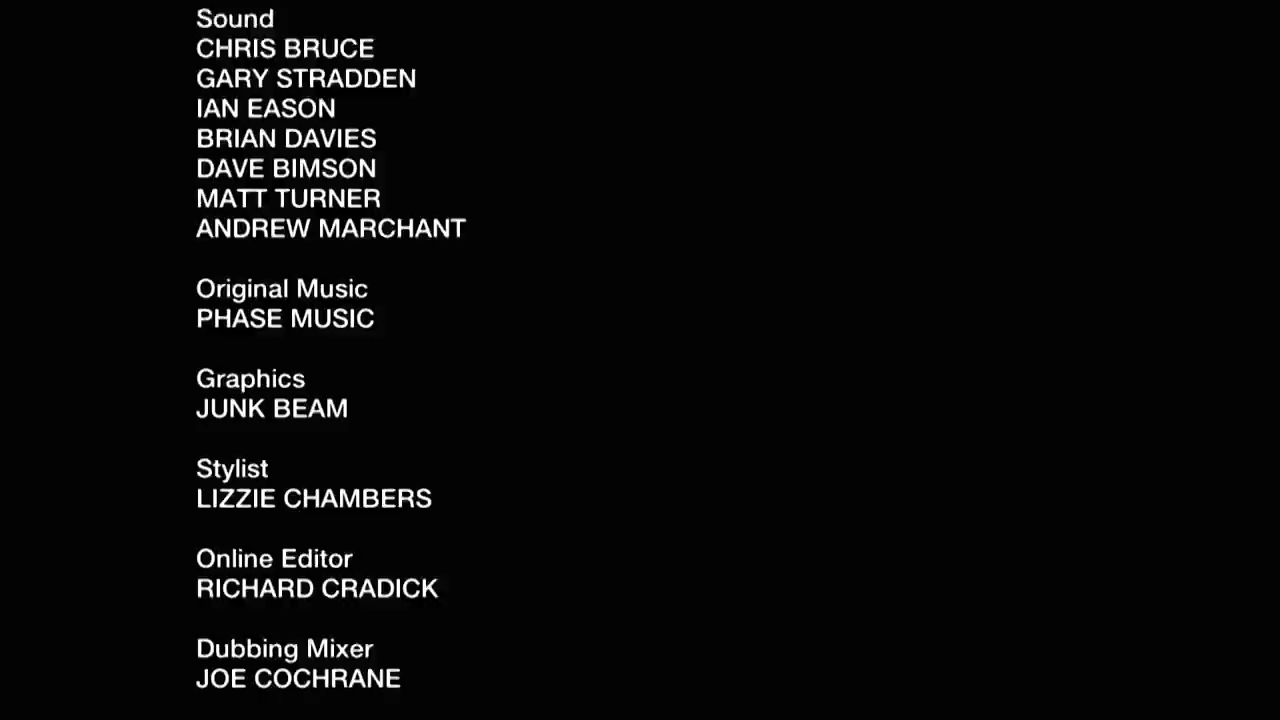 Sound
CHRIS BRUCE
GARY STRADDEN
IAN EASON
BRIAN DAVIES
DAVE BIMSON
MATT TURNER
ANDREW MARCHANT
Original Music
PHASE MUSIC
Graphics
JUNK BEAM
Stylist
LIZZIE CHAMBERS
Online Editor
RICHARD CRADICK
Dubbing Mixer
JOE COCHRANE